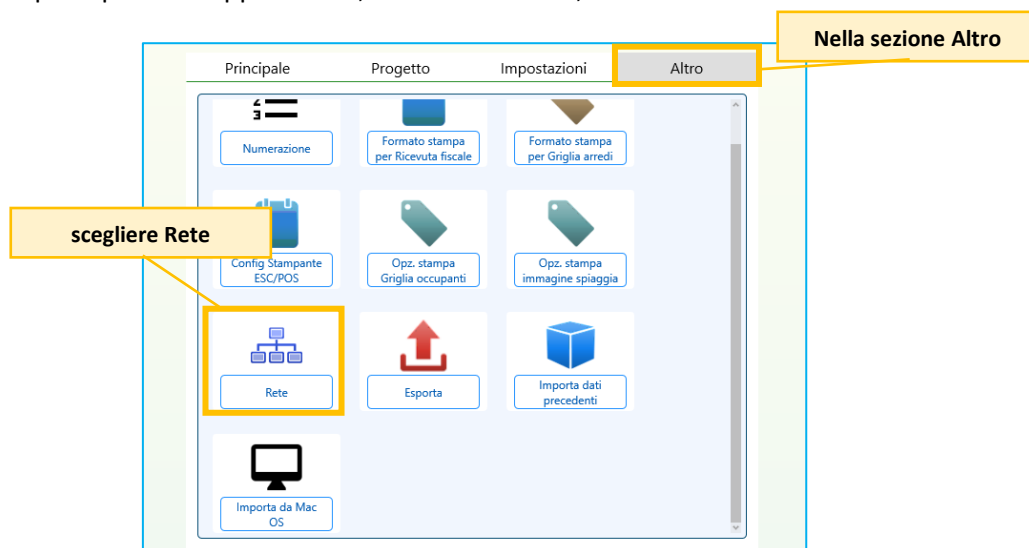 Nella sezione Altro
Principale Progetto Impostazioni Altro
Numerazione
Formato stampa
per Ricevuta fiscale
Formato stampa
per Griglia arredi
scegliere Rete
Config Stampante
ESC/POS
Opz. stampa
Griglia occupanti
Opz. stampa
immagine spiaggia
Rete
Esporta
Importa dati
precedenti
Importa da Mac
OS